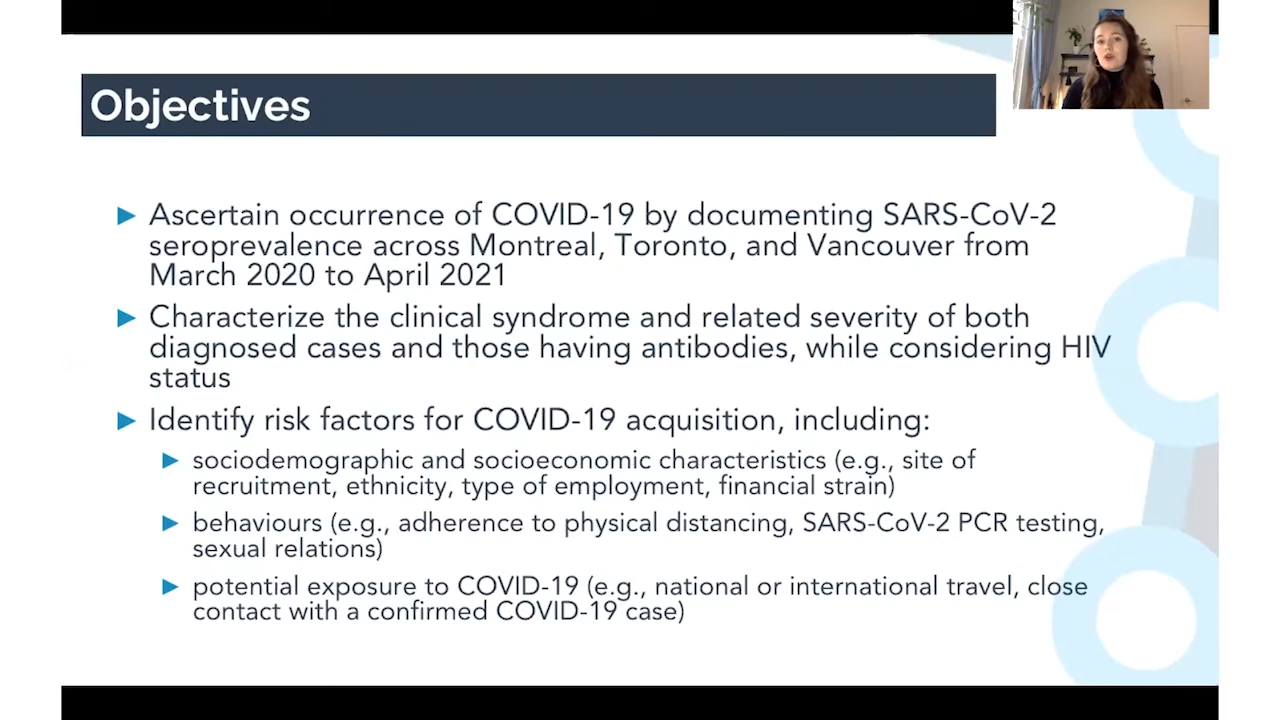 Objectives
Ascertain occurrence of COVID-19 by documenting SARS-CoV-2
seroprevalence across Montreal, Toronto, and Vancouver from
March 2020 to April 2021
Characterize the clinical syndrome and related severity of both
diagnosed cases and those having antibodies, while considering HIV
status
Identify risk factors for COVID-19 acquisition, including:
sociodemographic and socioeconomic characteristics (e.g., site of
recruitment, ethnicity, type of employment, financial strain)
behaviours (e.g., adherence to physical distancing, SARS-CoV-2 PCR testing,
sexual relations)
potential exposure to COVID-19 (e.g., national or international travel, close
contact with a confirmed COVID-19 case)